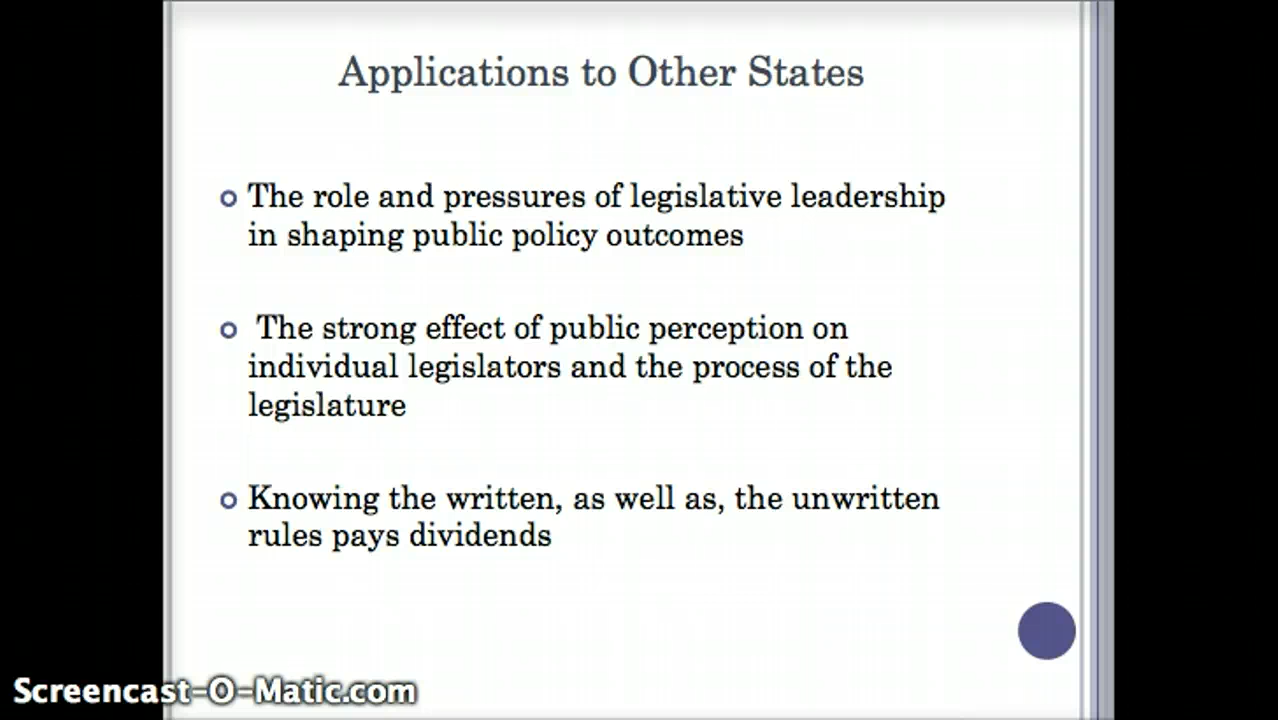 Applications to Other States
The role and pressures of legislative leadership
in shaping public policy outcomes
The strong effect of public perception on
individual legislators and the process of the
legislature
Knowing the written, as well as, the unwritten
rules pays dividends
Screencast-O-Matic.com